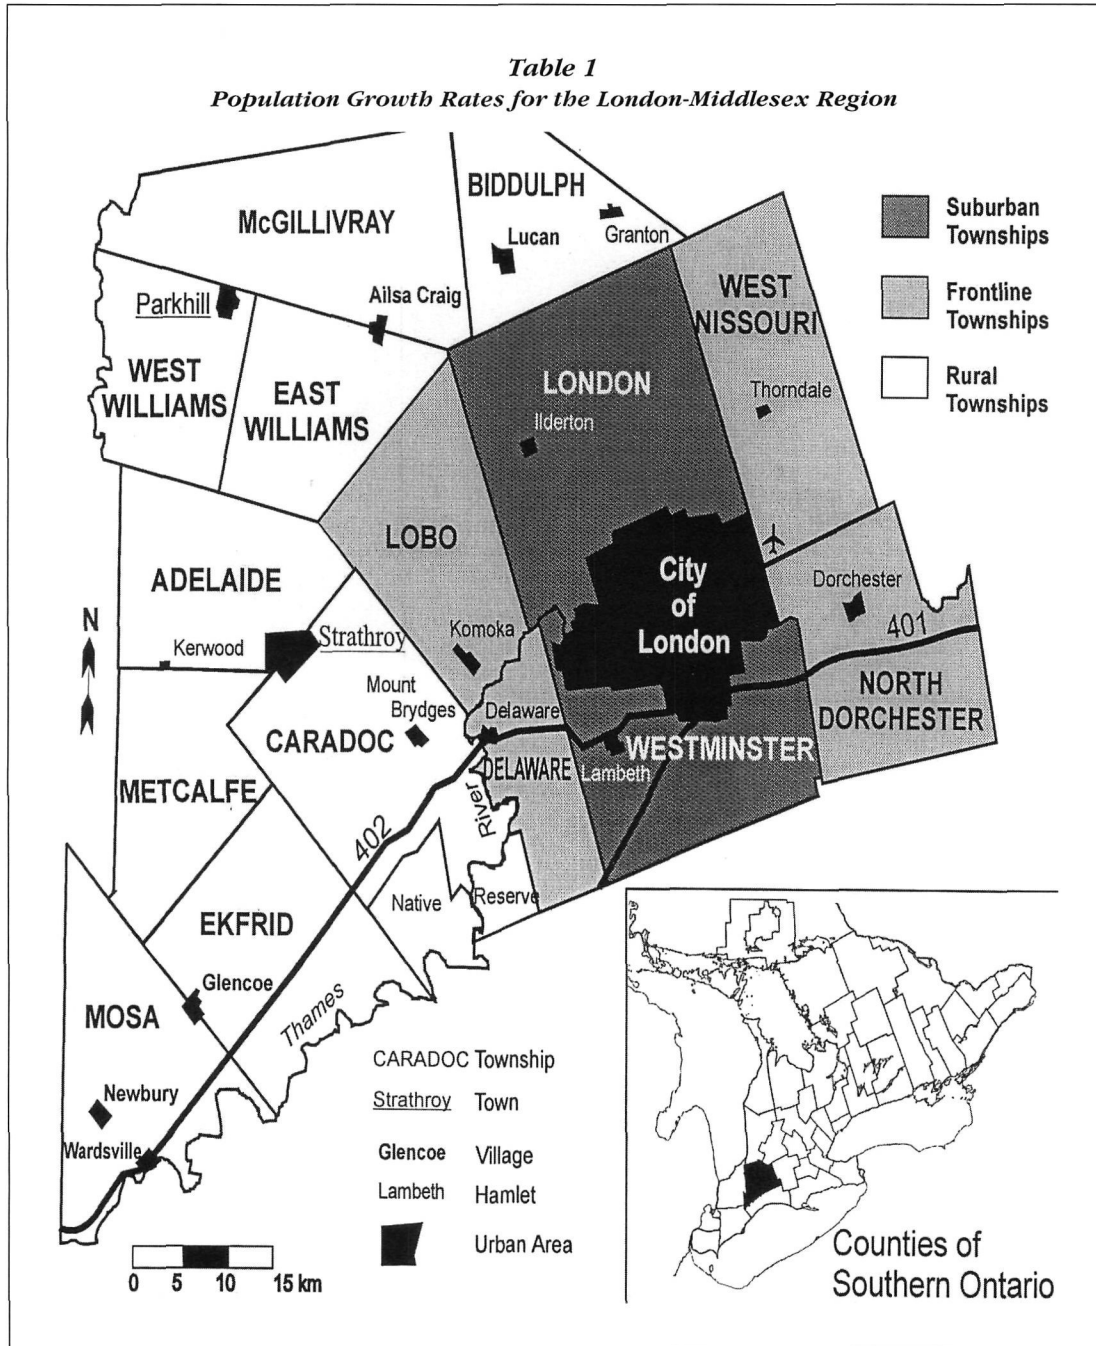 Table 1
Population Growth Rates for the London-Middlesex Region
BIDDULPH
McGILLIVRAY
Lucan
Granton
Suburban
Townships
Parkhill
Ailsa Craig
WEST
NISSOURI
Frontline
Townships
WEST
WILLIAMS
EAST
WILLIAMS
LONDON
Ilderton
Thorndale
Rural
Townships
LOBO
ADELAIDE
City
of
London
Dorchester
401
N
Kerwood
Strathroy
Komoka
Mount
Brydges
Delaware
NORTH
DORCHESTER
CARADOC
WESTMINSTER
DELAWARE
Lambeth
METCALFE
River
402
Native
Reserve
EKFRID
Glencoe
MOSA
Thames
Newbury
Wardsville
CARADOC Township
Strathroy Town
Glencoe Village
Lambeth Hamlet
Urban Area
0 5 10 15 km
Counties of
Southern Ontario